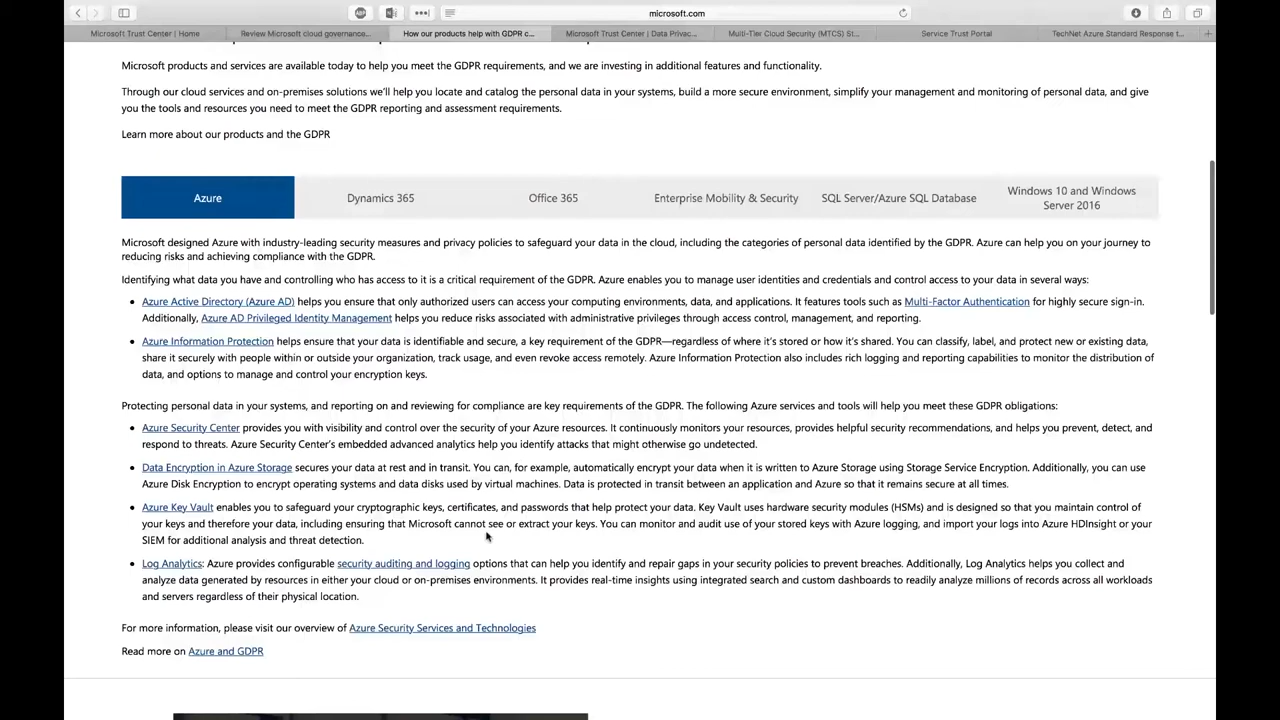 microsoft.com
Microsoft Trust Center | Home
Review Microsoft cloud governance...
How our products help with GDPR c...
Microsoft Trust Center | Data Privac...
Multi-Tier Cloud Security (MTCS) St...
Service Trust Portal
TechNet Azure Standard Response t...
Microsoft products and services are available today to help you meet the GDPR requirements, and we are investing in additional features and functionality.
Through our cloud services and on-premises solutions we'll help you locate and catalog the personal data in your systems, build a more secure environment, simplify your management and monitoring of personal data, and give
you the tools and resources you need to meet the GDPR reporting and assessment requirements.
Learn more about our products and the GDPR
Azure
Dynamics 365
Office 365
Enterprise Mobility & Security
SQL Server/Azure SQL Database
Windows 10 and Windows
Server 2016
Microsoft designed Azure with industry-leading security measures and privacy policies to safeguard your data in the cloud, including the categories of personal data identified by the GDPR. Azure can help you on your journey to
reducing risks and achieving compliance with the GDPR.
Identifying what data you have and controlling who has access to it is a critical requirement of the GDPR. Azure enables you to manage user identities and credentials and control access to your data in several ways:
• Azure Active Directory (Azure AD) helps you ensure that only authorized users can access your computing environments, data, and applications. It features tools such as Multi-Factor Authentication for highly secure sign-in.
Additionally, Azure AD Privileged Identity Management helps you reduce risks associated with administrative privileges through access control, management, and reporting.
• Azure Information Protection helps ensure that your data is identifiable and secure, a key requirement of the GDPR—regardless of where it's stored or how it's shared. You can classify, label, and protect new or existing data,
share it securely with people within or outside your organization, track usage, and even revoke access remotely. Azure Information Protection also includes rich logging and reporting capabilities to monitor the distribution of
data, and options to manage and control your encryption keys.
Protecting personal data in your systems, and reporting on and reviewing for compliance are key requirements of the GDPR. The following Azure services and tools will help you meet these GDPR obligations:
• Azure Security Center provides you with visibility and control over the security of your Azure resources. It continuously monitors your resources, provides helpful security recommendations, and helps you prevent, detect, and
respond to threats. Azure Security Center's embedded advanced analytics help you identify attacks that might otherwise go undetected.
• Data Encryption in Azure Storage secures your data at rest and in transit. You can, for example, automatically encrypt your data when it is written to Azure Storage using Storage Service Encryption. Additionally, you can use
Azure Disk Encryption to encrypt operating systems and data disks used by virtual machines. Data is protected in transit between an application and Azure so that it remains secure at all times.
• Azure Key Vault enables you to safeguard your cryptographic keys, certificates, and passwords that help protect your data. Key Vault uses hardware security modules (HSMs) and is designed so that you maintain control of
your keys and therefore your data, including ensuring that Microsoft cannot see or extract your keys. You can monitor and audit use of your stored keys with Azure logging, and import your logs into Azure HDInsight or your
SIEM for additional analysis and threat detection.
• Log Analytics: Azure provides configurable security auditing and logging options that can help you identify and repair gaps in your security policies to prevent breaches. Additionally, Log Analytics helps you collect and
analyze data generated by resources in either your cloud or on-premises environments. It provides real-time insights using integrated search and custom dashboards to readily analyze millions of records across all workloads
and servers regardless of their physical location.
For more information, please visit our overview of Azure Security Services and Technologies
Read more on Azure and GDPR